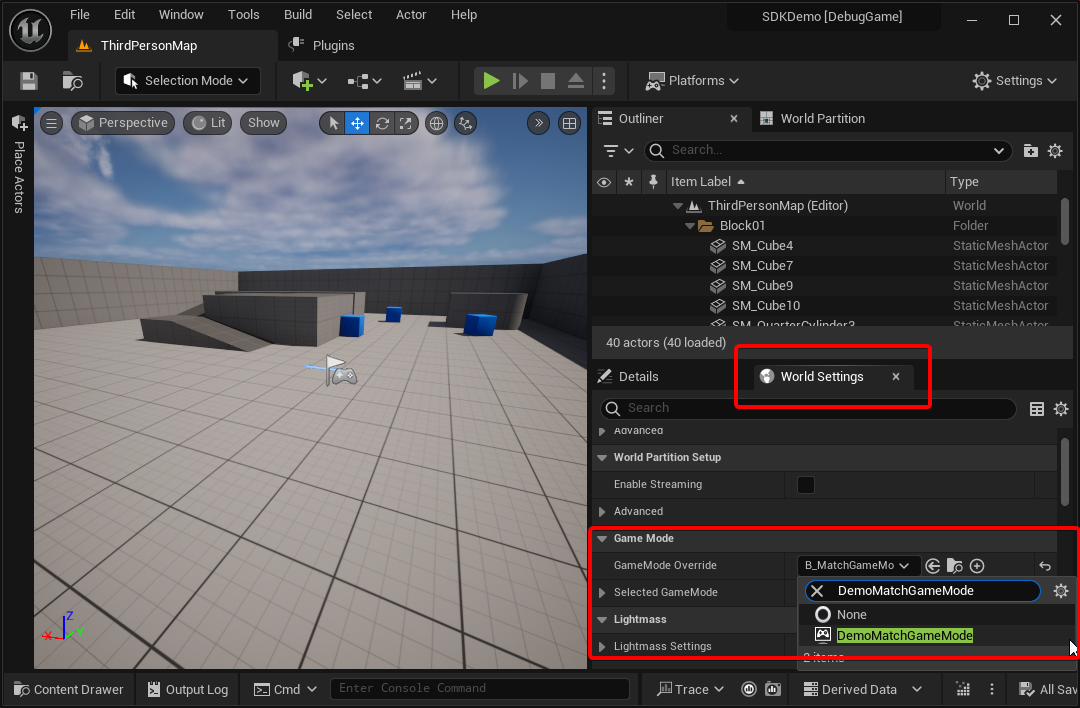 File Edit Window Tools Build Select Actor Help
SDKDemo [DebugGame]
ThirdPersonMap
Plugins
Selection Mode
Platforms
Settings
Place Actors
Perspective
Lit
Show
Outliner
World Partition
Search...
Item Label
Type
ThirdPersonMap (Editor) World
Block01 Folder
SM_Cube4 StaticMeshActor
SM_Cube7 StaticMeshActor
SM_Cube9 StaticMeshActor
SM_Cube10 StaticMeshActor
SM_QuarterCylinder3 StaticMeshActor
40 actors (40 loaded)
Details
World Settings
Search
Advanced
World Partition Setup
Enable Streaming
Advanced
Game Mode
GameMode Override B_MatchGameMo
Selected GameMode
DemoMatchGameMode
None
DemoMatchGameMode
2 items
Lightmass
Lightmass Settings
Content Drawer
Output Log
Cmd
Enter Console Command
Trace
Derived Data
All Sav